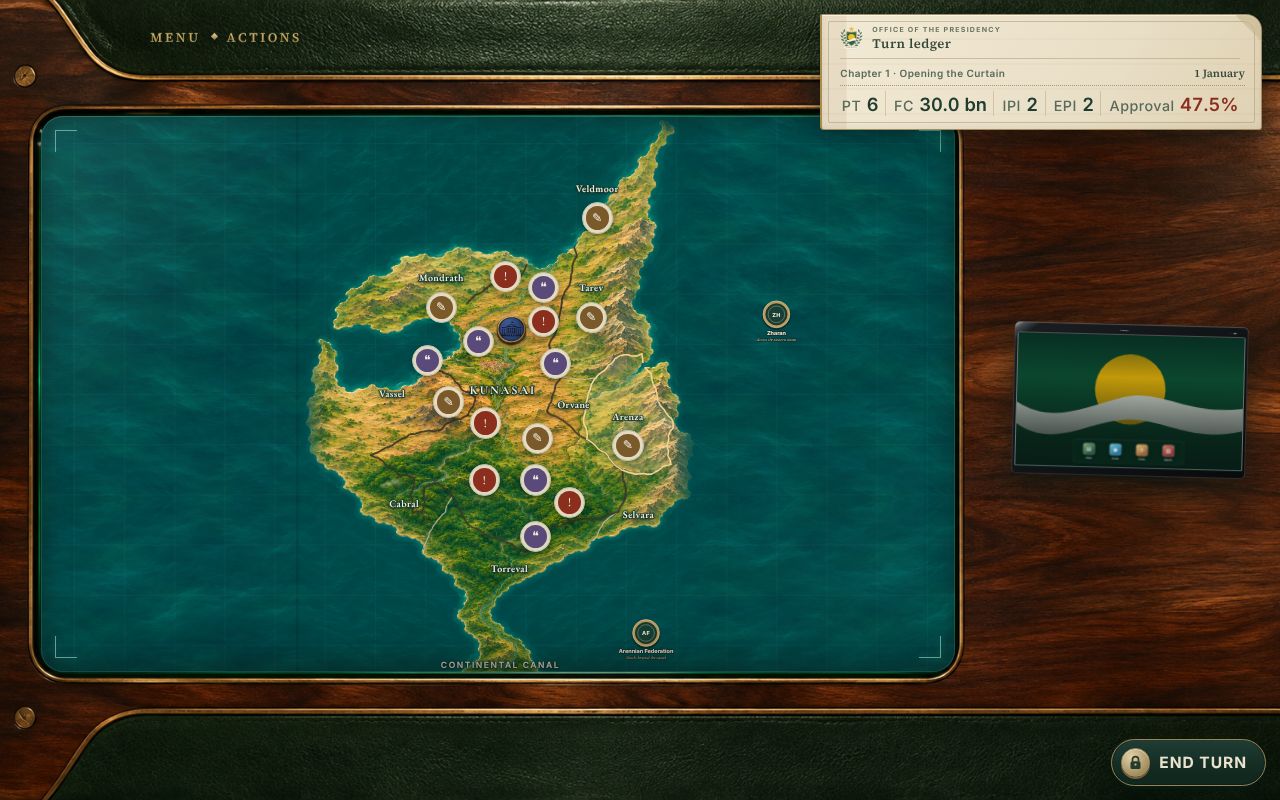 MENU ◆ ACTIONS
OFFICE OF THE PRESIDENCY
Turn ledger
Chapter 1 · Opening the Curtain
1 January
PT 6 FC 30.0 bn IPI 2 EPI 2 Approval 47.5%
Veldmoor
Mondrath
Tarev
ZH
Zharan
Vassel
KUNASAI
Orvane
Arenza
Cabral
Selvara
Torreval
AF
Arennian Federation
CONTINENTAL CANAL
END TURN